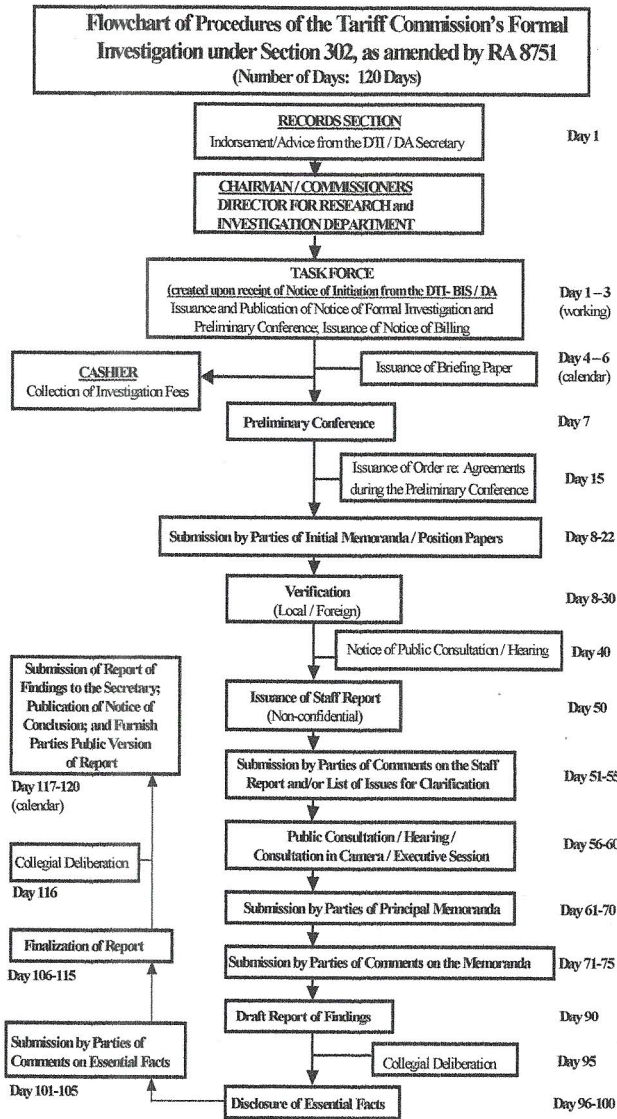 Flowchart of Procedures of the Tariff Commission's Formal
Investigation under Section 302, as amended by RA 8751
(Number of Days: 120 Days)
RECORDS SECTION
Indorsement/Advice from the DTI / DA Secretary
Day 1
CHAIRMAN / COMMISSIONERS
DIRECTOR FOR RESEARCH and
INVESTIGATION DEPARTMENT
TASK FORCE
(created upon receipt of Notice of Initiation from the DTI- BIS / DA
Issuance and Publication of Notice of Formal Investigation and
Preliminary Conference; Issuance of Notice of Billing
Day 1 – 3
(working)
CASHIER
Collection of Investigation Fees
Issuance of Briefing Paper
Day 4 – 6
(calendar)
Preliminary Conference
Day 7
Issuance of Order re: Agreements
during the Preliminary Conference
Day 15
Submission by Parties of Initial Memoranda / Position Papers
Day 8-22
Verification
(Local / Foreign)
Day 8-30
Notice of Public Consultation / Hearing
Day 40
Issuance of Staff Report
(Non-confidential)
Day 50
Submission by Parties of Comments on the Staff
Report and/or List of Issues for Clarification
Day 51-55
Public Consultation / Hearing /
Consultation in Camera / Executive Session
Day 56-60
Submission by Parties of Principal Memoranda
Day 61-70
Submission by Parties of Comments on the Memoranda
Day 71-75
Draft Report of Findings
Day 90
Collegial Deliberation
Day 95
Disclosure of Essential Facts
Day 96-100
Submission by Parties of
Comments on Essential Facts
Day 101-105
Finalization of Report
Day 106-115
Collegial Deliberation
Day 116
Submission of Report of
Findings to the Secretary;
Publication of Notice of
Conclusion; and Furnish
Parties Public Version
of Report
Day 117-120
(calendar)